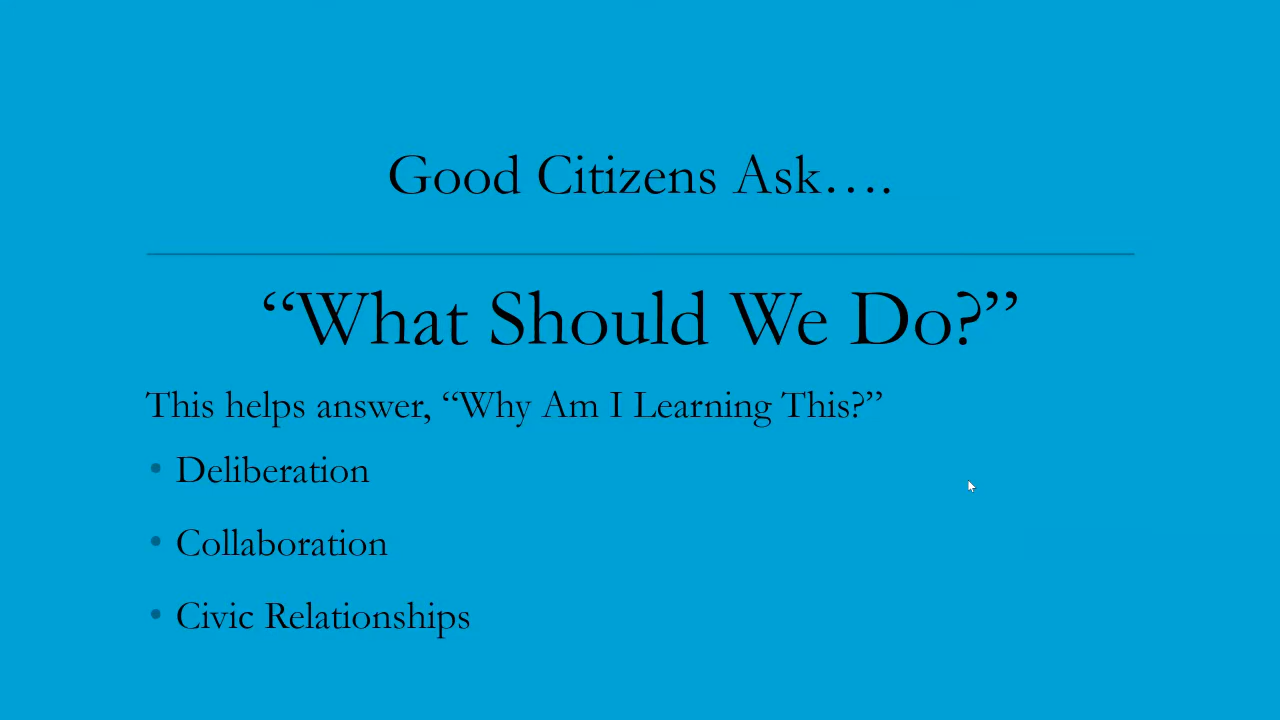 Good Citizens Ask….
“What Should We Do?”
This helps answer, “Why Am I Learning This?”
• Deliberation
• Collaboration
• Civic Relationships